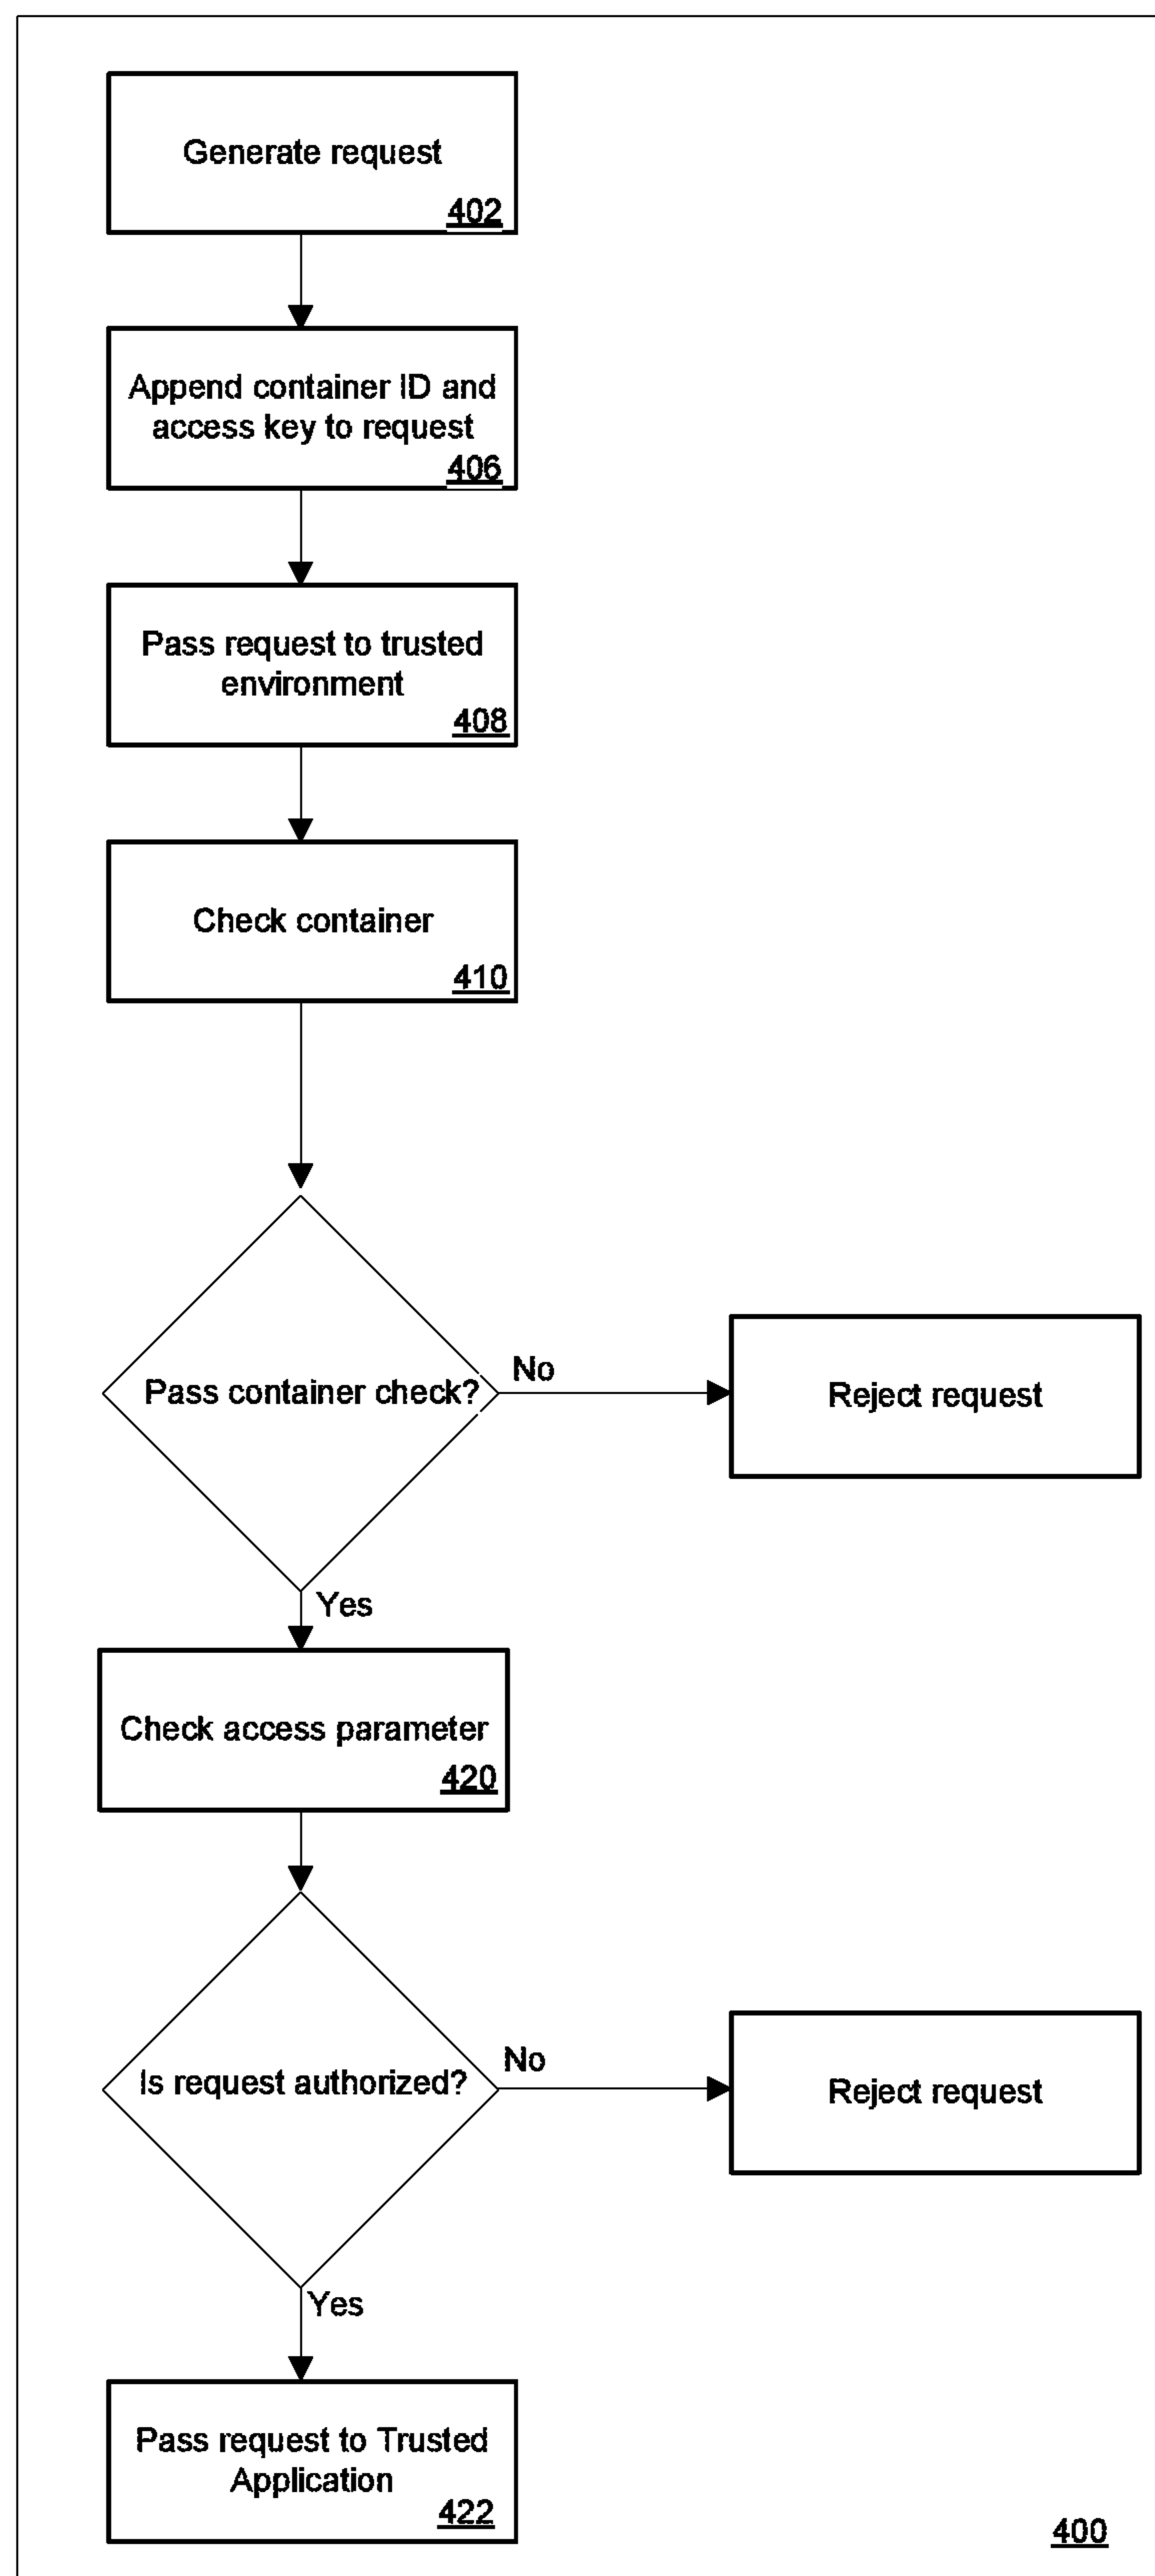 Generate request
402
Append container ID and
access key to request
406
Pass request to trusted
environment
408
Check container
410
Pass container check?
No
Reject request
Yes
Check access parameter
420
Is request authorized?
No
Reject request
Yes
Pass request to Trusted
Application
422
400